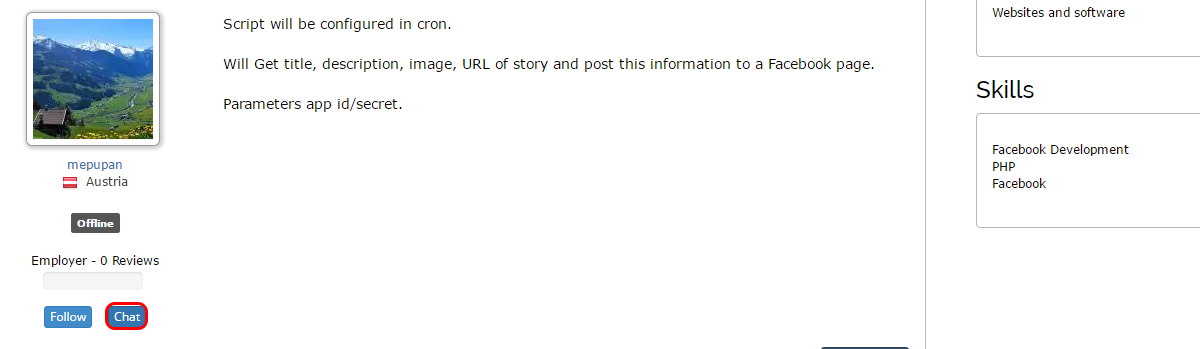 Script will be configured in cron.
Will Get title, description, image, URL of story and post this information to a Facebook page.
Parameters app id/secret.
mepupan
Austria
Offline
Employer - 0 Reviews
Follow
Chat
Websites and software
Skills
Facebook Development
PHP
Facebook